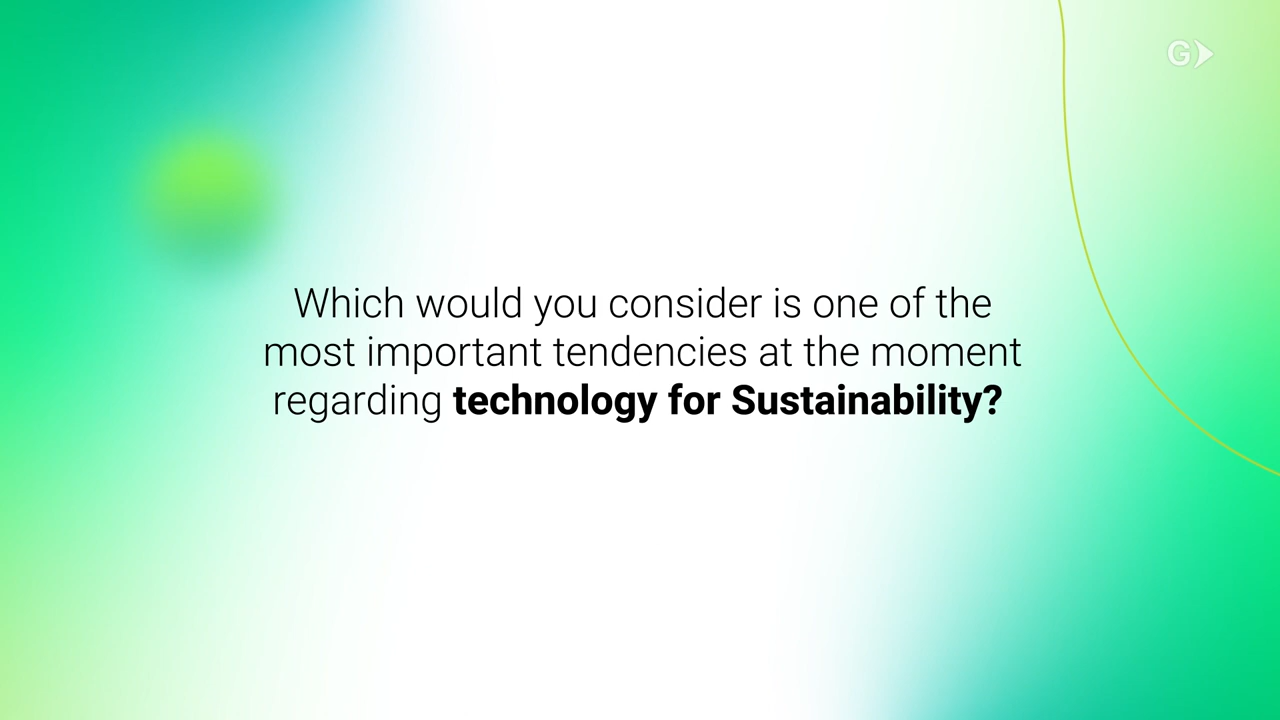 G>
Which would you consider is one of the
most important tendencies at the moment
regarding technology for Sustainability?